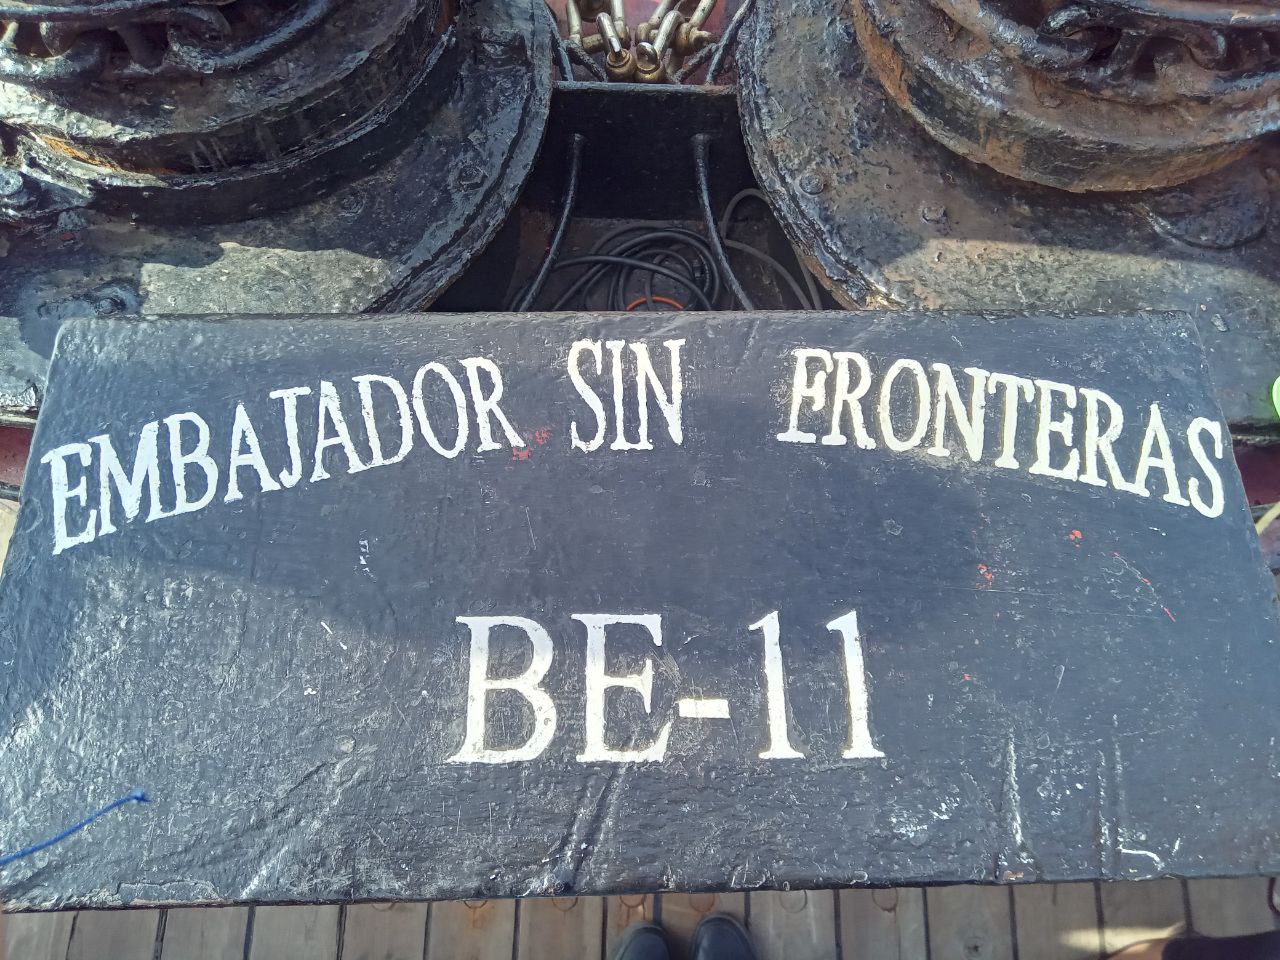 EMBAJADOR SIN FRONTERAS
BE-11